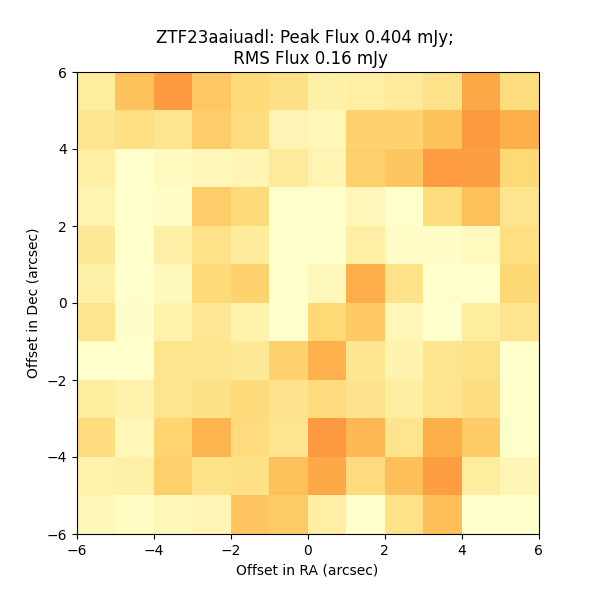 ZTF23aaiuadl: Peak Flux 0.404 mJy;
RMS Flux 0.16 mJy
6
4
2
0
−2
−4
−6
Offset in Dec (arcsec)
−6 −4 −2 0 2 4 6
Offset in RA (arcsec)